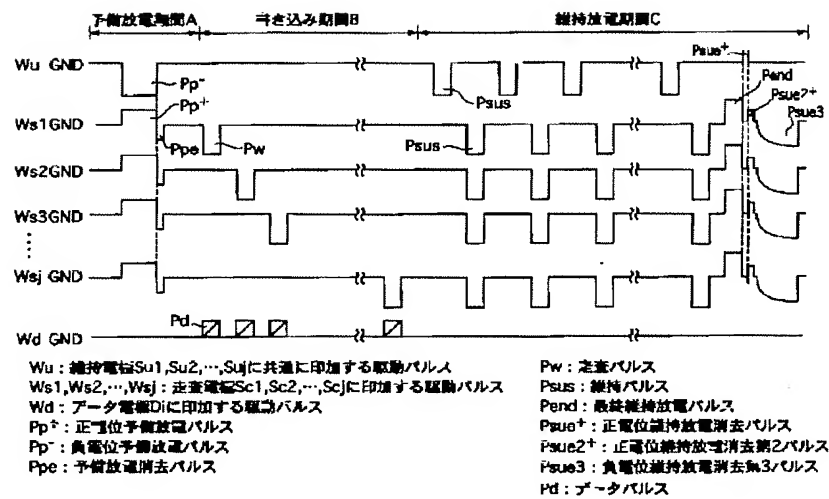 予備放電期間A 書き込み期間B 維持放電期間C
Psue+
Wu GND
Pend
Pp-
Psue2+
Pp+
Psus
Psue3
Ws1GND
Ppe
Pw
Psus
Ws2GND
Ws3GND
Wsj GND
Pd
Wd GND
Wu：維持電極Su1,Su2,…,Sujに共通に印加する駆動パルス
Ws1,Ws2,…,Wsj：走査電極Sc1,Sc2,…,Scjに印加する駆動パルス
Wd：データ電極Diに印加する駆動パルス
Pp+：正電位予備放電パルス
Pp-：負電位予備放電パルス
Ppe：予備放電消去パルス
Pw：走査パルス
Psus：維持パルス
Pend：最終維持放電パルス
Psue+：正電位維持放電消去パルス
Psue2+：正電位維持放電消去第2パルス
Psue3：負電位維持放電消去第3パルス
Pd：データパルス